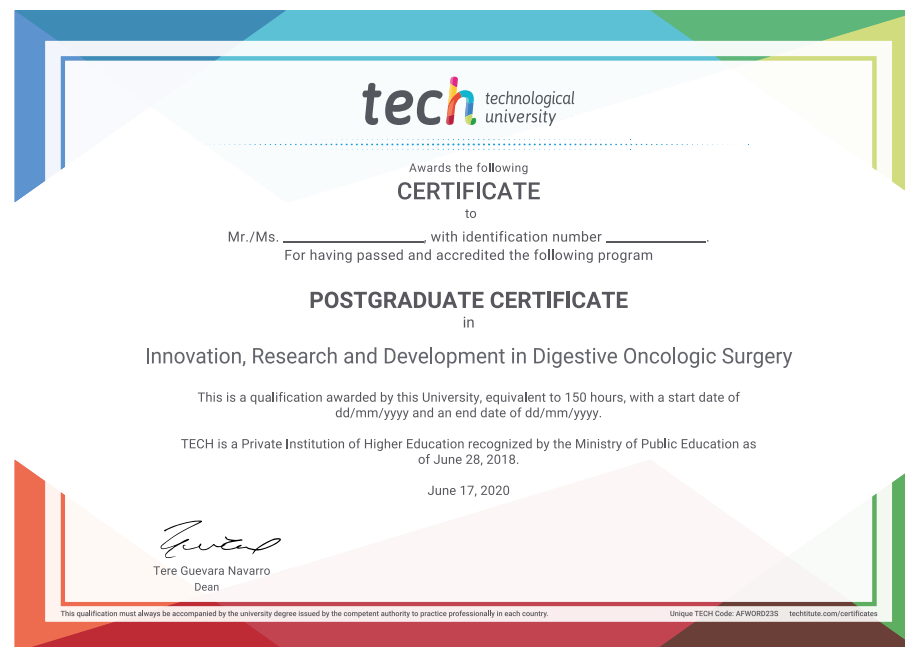 tech technological
university
Awards the following
CERTIFICATE
to
Mr./Ms. ____________________, with identification number ______________.
For having passed and accredited the following program
POSTGRADUATE CERTIFICATE
in
Innovation, Research and Development in Digestive Oncologic Surgery
This is a qualification awarded by this University, equivalent to 150 hours, with a start date of
dd/mm/yyyy and an end date of dd/mm/yyyy.
TECH is a Private Institution of Higher Education recognized by the Ministry of Public Education as
of June 28, 2018.
June 17, 2020
Tere Guevara Navarro
Dean
This qualification must always be accompanied by the university degree issued by the competent authority to practice professionally in each country. Unique TECH Code: AFWORD23S techtitute.com/certificates